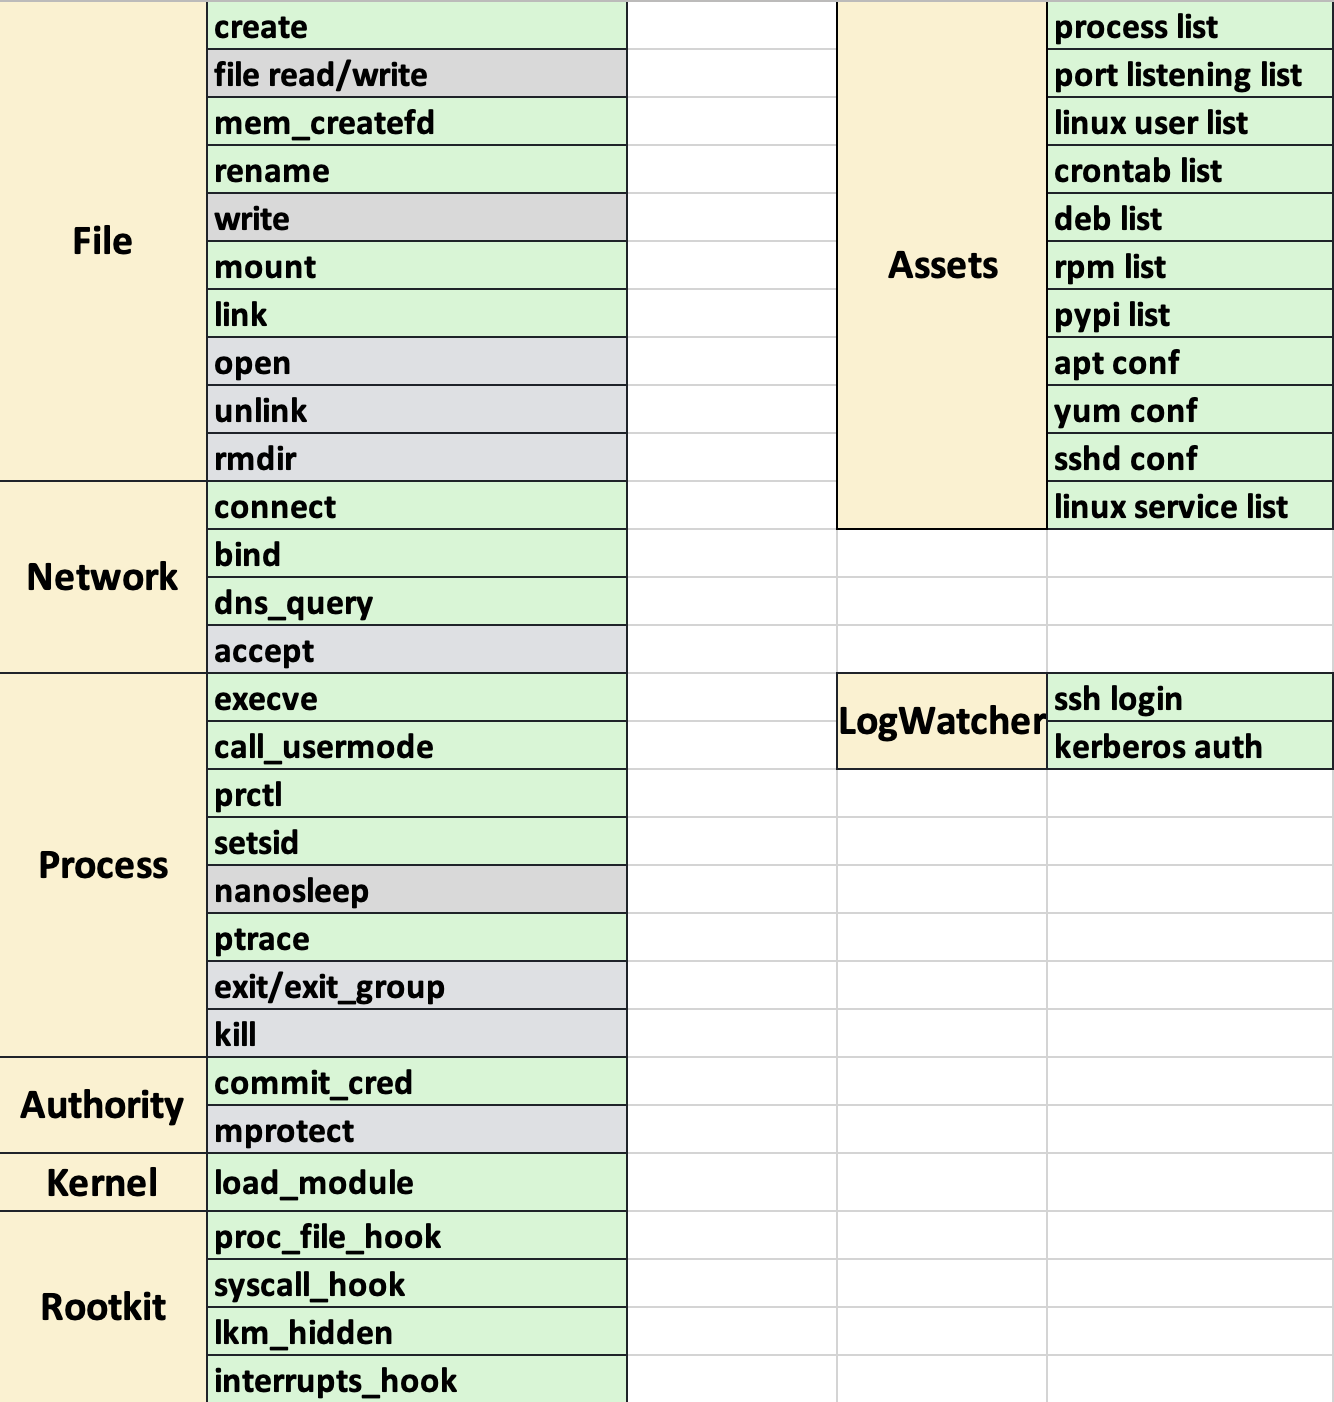 File
create
file read/write
mem_createfd
rename
write
mount
link
open
unlink
rmdir
Network
connect
bind
dns_query
accept
Process
execve
call_usermode
prctl
setsid
nanosleep
ptrace
exit/exit_group
kill
Authority
commit_cred
mprotect
Kernel
load_module
Rootkit
proc_file_hook
syscall_hook
lkm_hidden
interrupts_hook
Assets
process list
port listening list
linux user list
crontab list
deb list
rpm list
pypi list
apt conf
yum conf
sshd conf
linux service list
LogWatcher
ssh login
kerberos auth